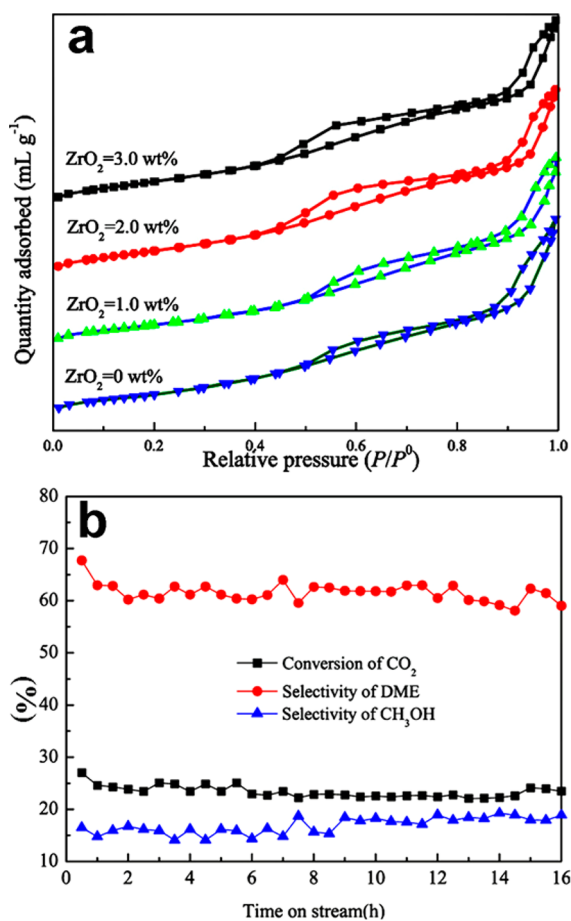 a
Quantity adsorbed (mL g⁻¹)
ZrO₂=3.0 wt%
ZrO₂=2.0 wt%
ZrO₂=1.0 wt%
ZrO₂=0 wt%
0.0 0.2 0.4 0.6 0.8 1.0
Relative pressure (P/P⁰)
b
(%)
80
70
60
50
40
30
20
10
Conversion of CO₂
Selectivity of DME
Selectivity of CH₃OH
0 2 4 6 8 10 12 14 16
Time on stream(h)